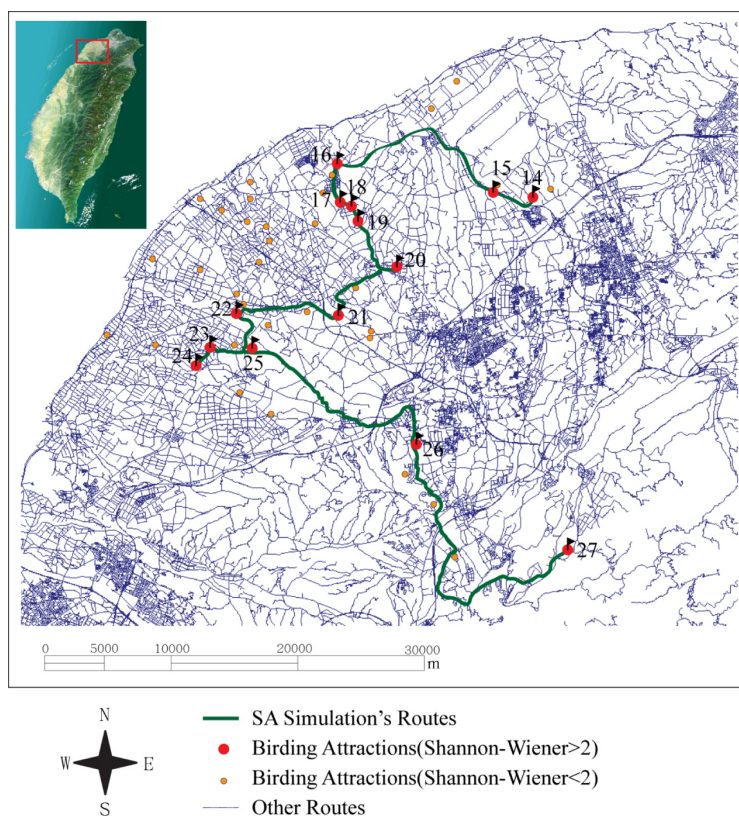 16
15
14
17
18
19
20
22
21
23
24
25
26
27
0 5000 10000 20000 30000
m
N
W E
S
SA Simulation's Routes
Birding Attractions(Shannon-Wiener>2)
Birding Attractions(Shannon-Wiener<2)
Other Routes